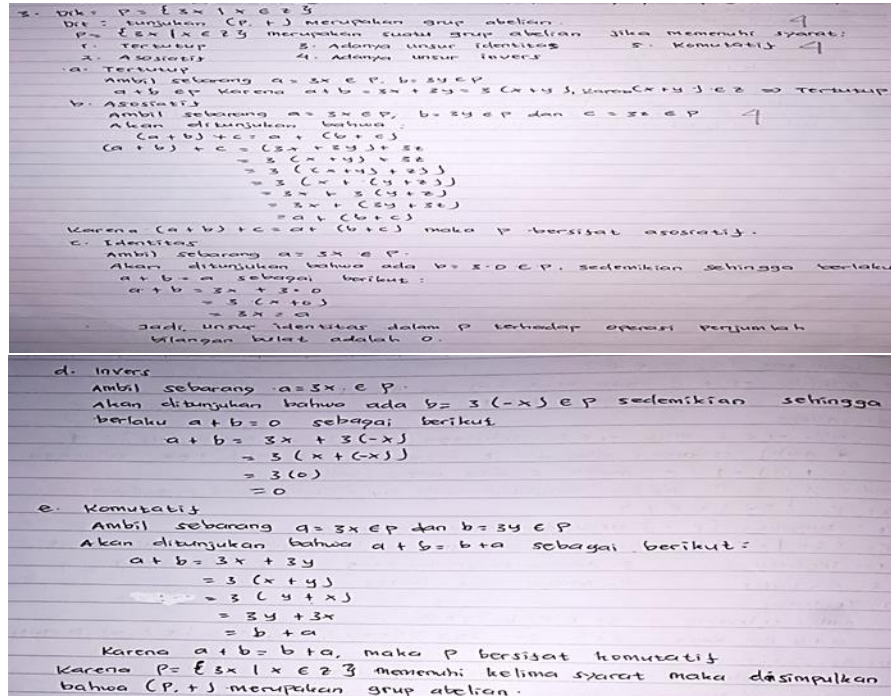 3. Dik : P = {3x | x ∈ Z}
Dit : tunjukan (P, +) merupakan grup abelian. 4
P = {3x | x ∈ Z} merupakan suatu grup abelian jika memenuhi syarat:
1. Tertutup 3. Adanya unsur identitas 5. Komutatif 4
2. Asosiatif 4. Adanya unsur invers
a. Tertutup
Ambil sebarang a = 3x ∈ P, b = 3y ∈ P
a + b ∈ P karena a + b = 3x + 3y = 3(x+y), karena (x+y) ∈ Z ⇒ Tertutup
b. Asosiatif
Ambil sebarang a = 3x ∈ P, b = 3y ∈ P dan c = 3z ∈ P 4
Akan ditunjukan bahwa :
(a + b) + c = a + (b + c)
(a + b) + c = (3x + 3y) + 3z
= 3 (x + y) + 3z
= 3 ((x+y) + z))
= 3 (x + (y+z))
= 3x + 3 (y+z)
= 3x + (3y + 3z)
= a + (b+c)
Karena (a+b) + c = a+ (b+c) maka P bersifat asosiatif.
c. Identitas
Ambil sebarang a = 3x ∈ P.
Akan ditunjukan bahwa ada b = 3.0 ∈ P, sedemikian sehingga berlaku
a + b = a sebagai berikut :
a + b = 3x + 3.0
= 3 (x+0)
= 3x = a
Jadi, unsur identitas dalam P terhadap operasi penjumlah
bilangan bulat adalah 0.
d. Invers
Ambil sebarang a = 3x ∈ P.
Akan ditunjukan bahwa ada b = 3(-x) ∈ P sedemikian sehingga
berlaku a + b = 0 sebagai berikut
a + b = 3x + 3(-x)
= 3 (x + (-x))
= 3 (0)
= 0
e. Komutatif
Ambil sebarang a = 3x ∈ P dan b = 3y ∈ P
Akan ditunjukan bahwa a + b = b + a sebagai berikut :
a + b = 3x + 3y
= 3 (x+y)
= 3 (y+x)
= 3y + 3x
= b + a
Karena a + b = b + a, maka P bersifat komutatif
Karena P = {3x | x ∈ Z} memenuhi kelima syarat maka disimpulkan
bahwa (P, +) merupakan grup abelian.